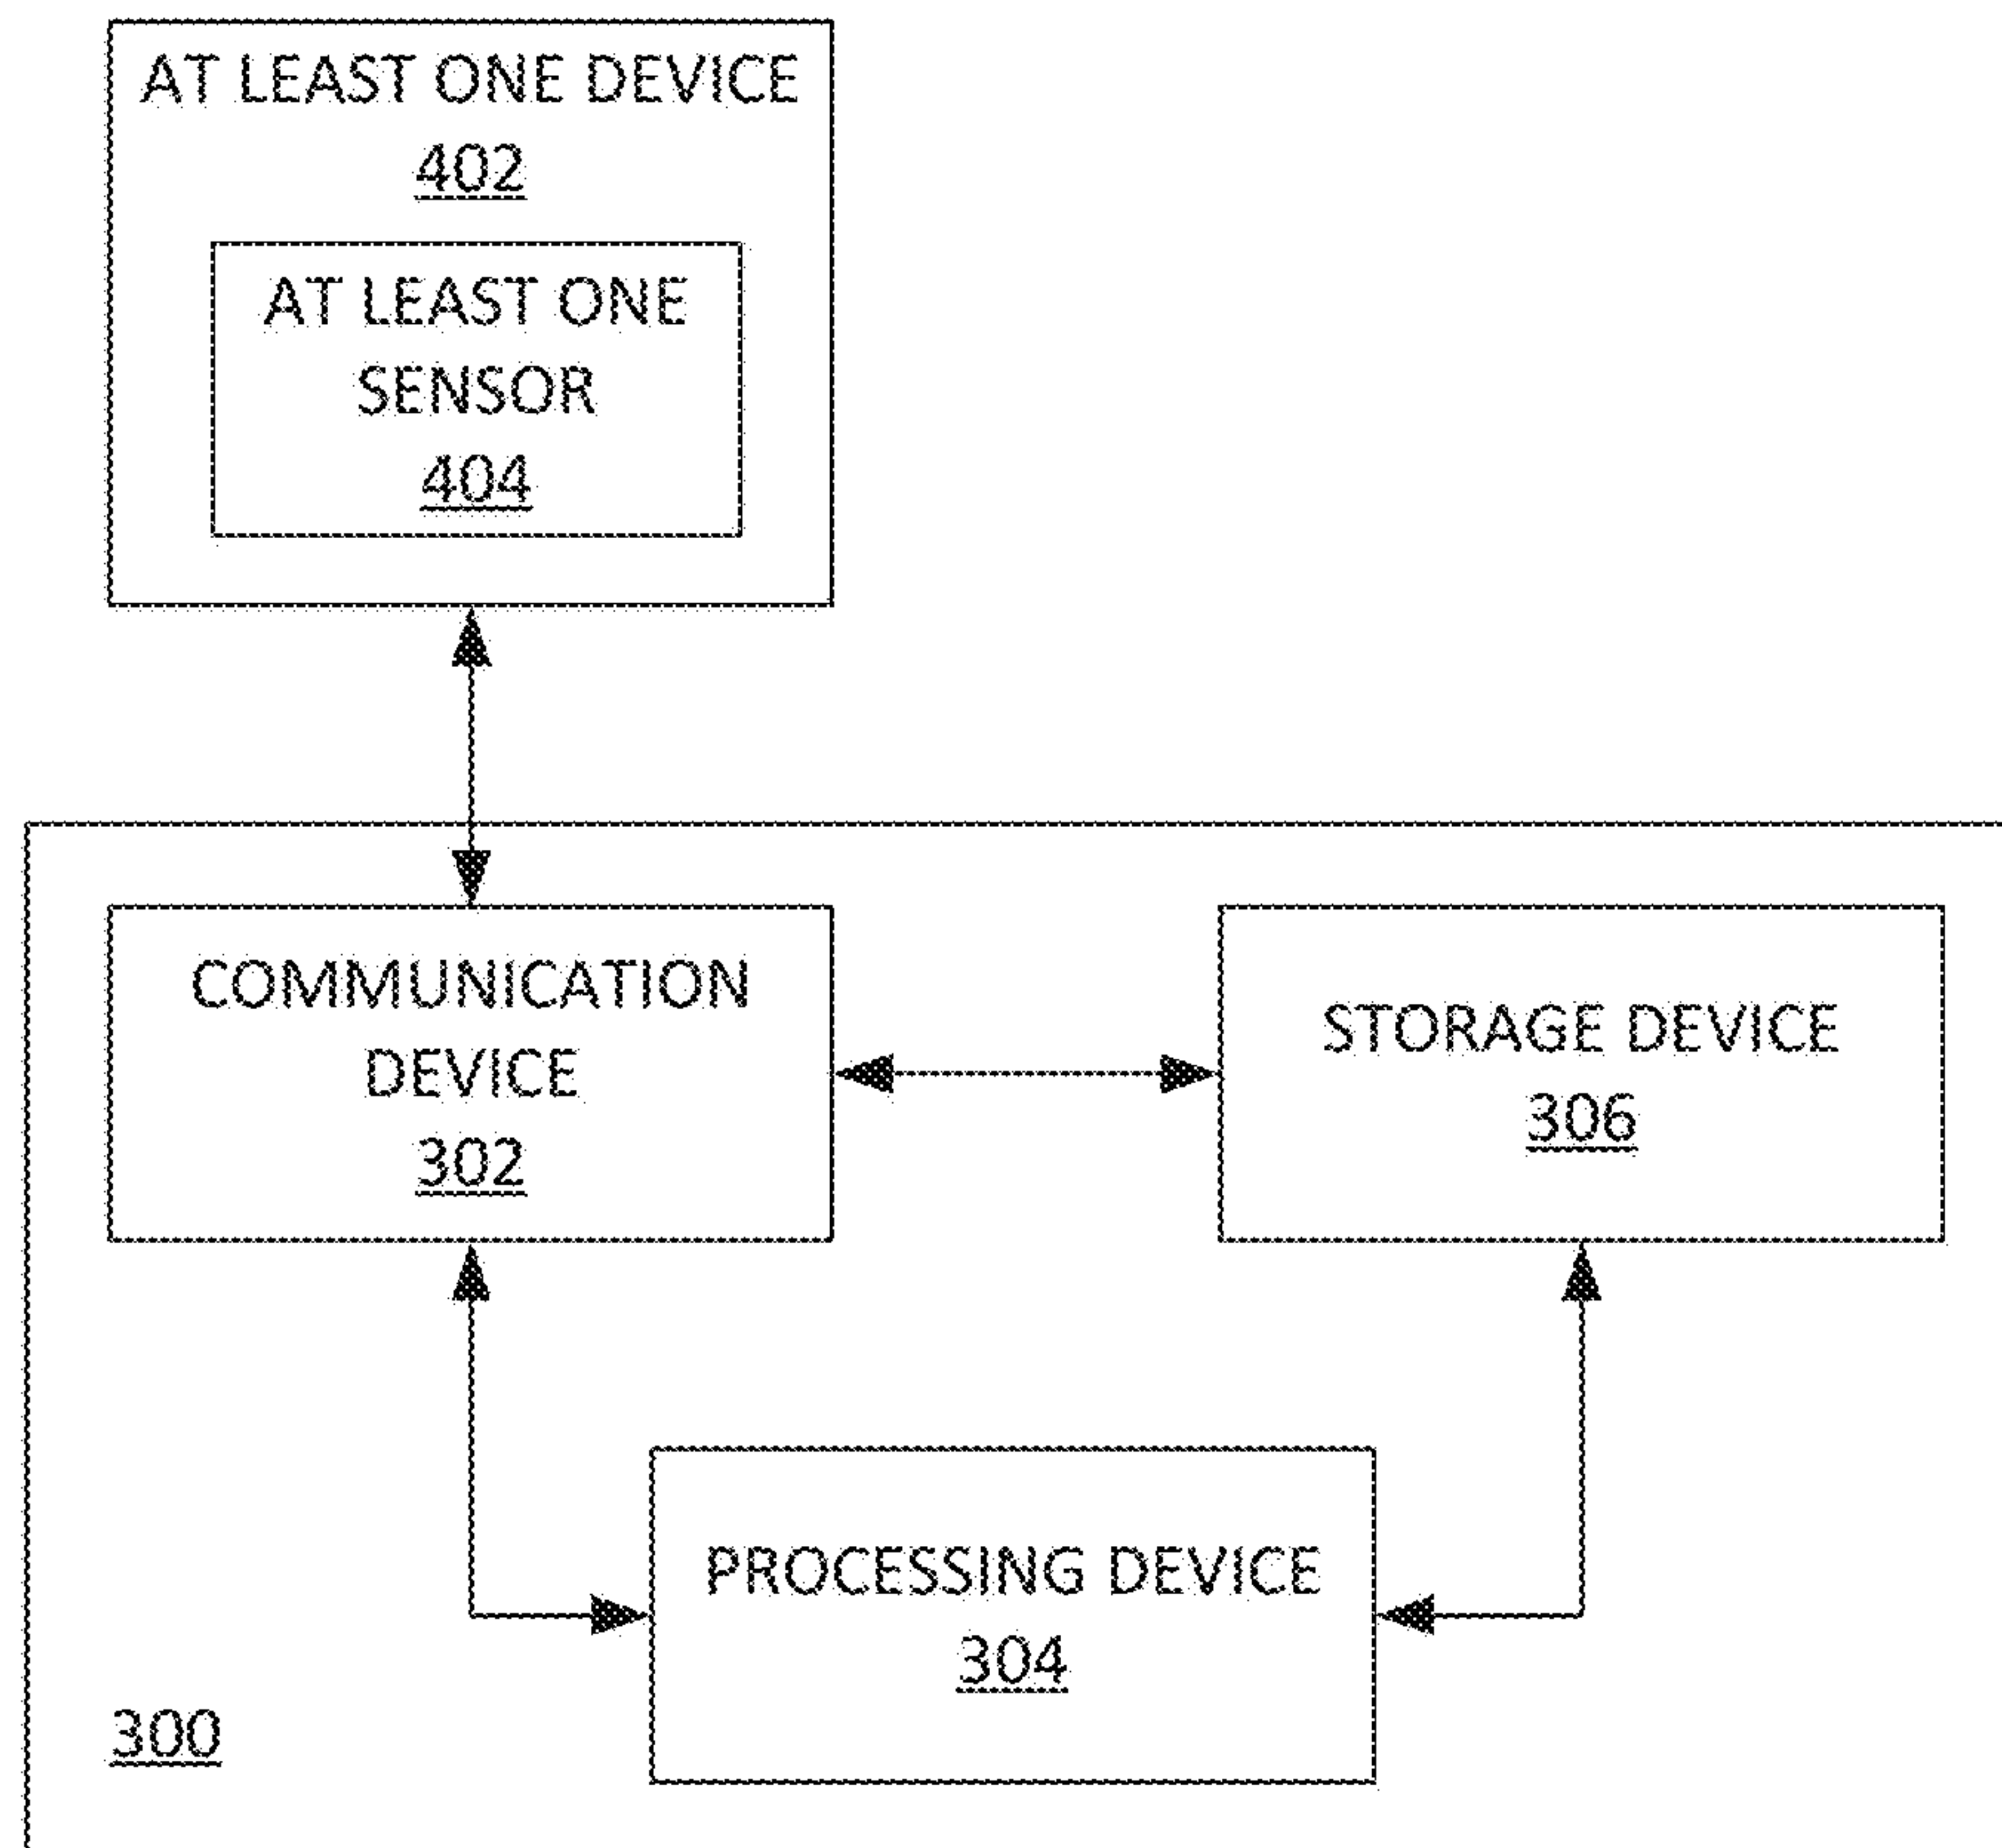 AT LEAST ONE DEVICE
402
AT LEAST ONE
SENSOR
404
COMMUNICATION
DEVICE
302
STORAGE DEVICE
306
PROCESSING DEVICE
304
300